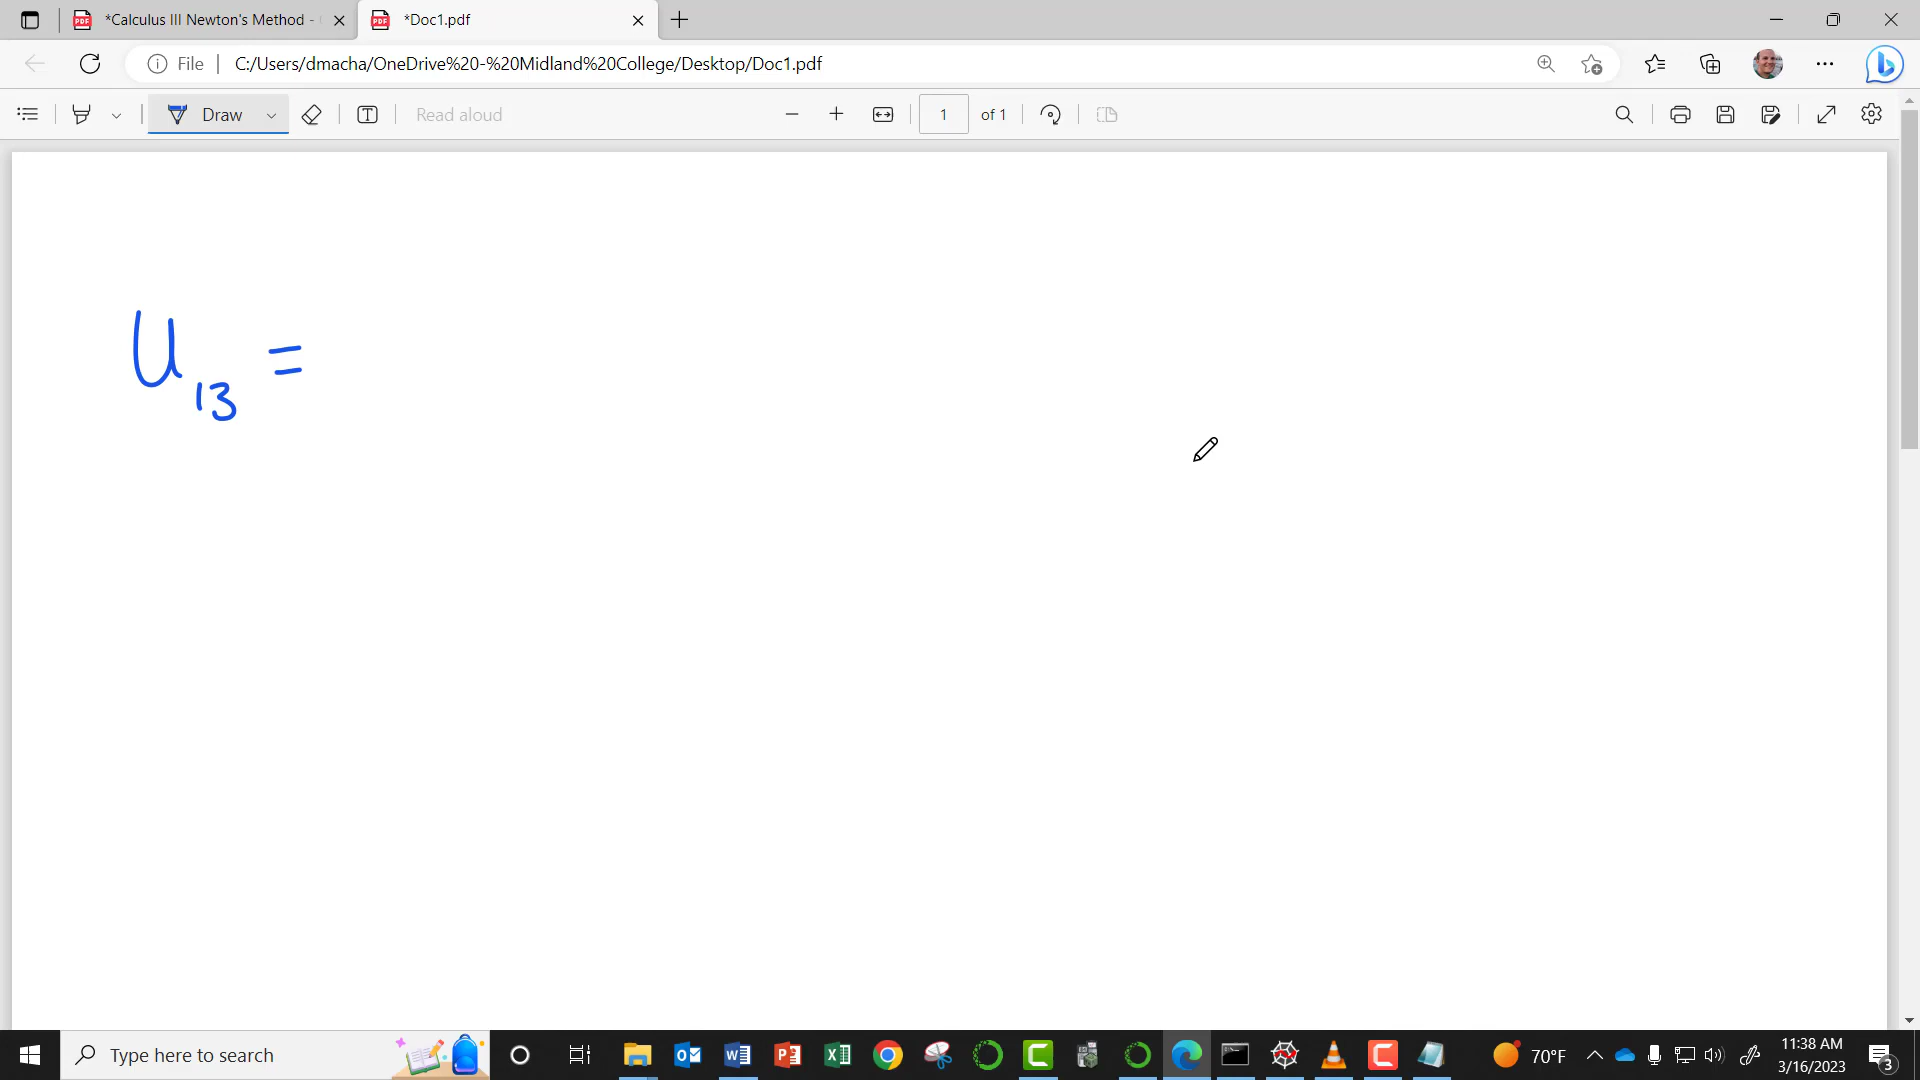 *Calculus III Newton's Method -
*Doc1.pdf
File C:/Users/dmacha/OneDrive%20-%20Midland%20College/Desktop/Doc1.pdf
Draw Read aloud 1 of 1
U₁₃ =
Type here to search 70°F 11:38 AM
3/16/2023 3